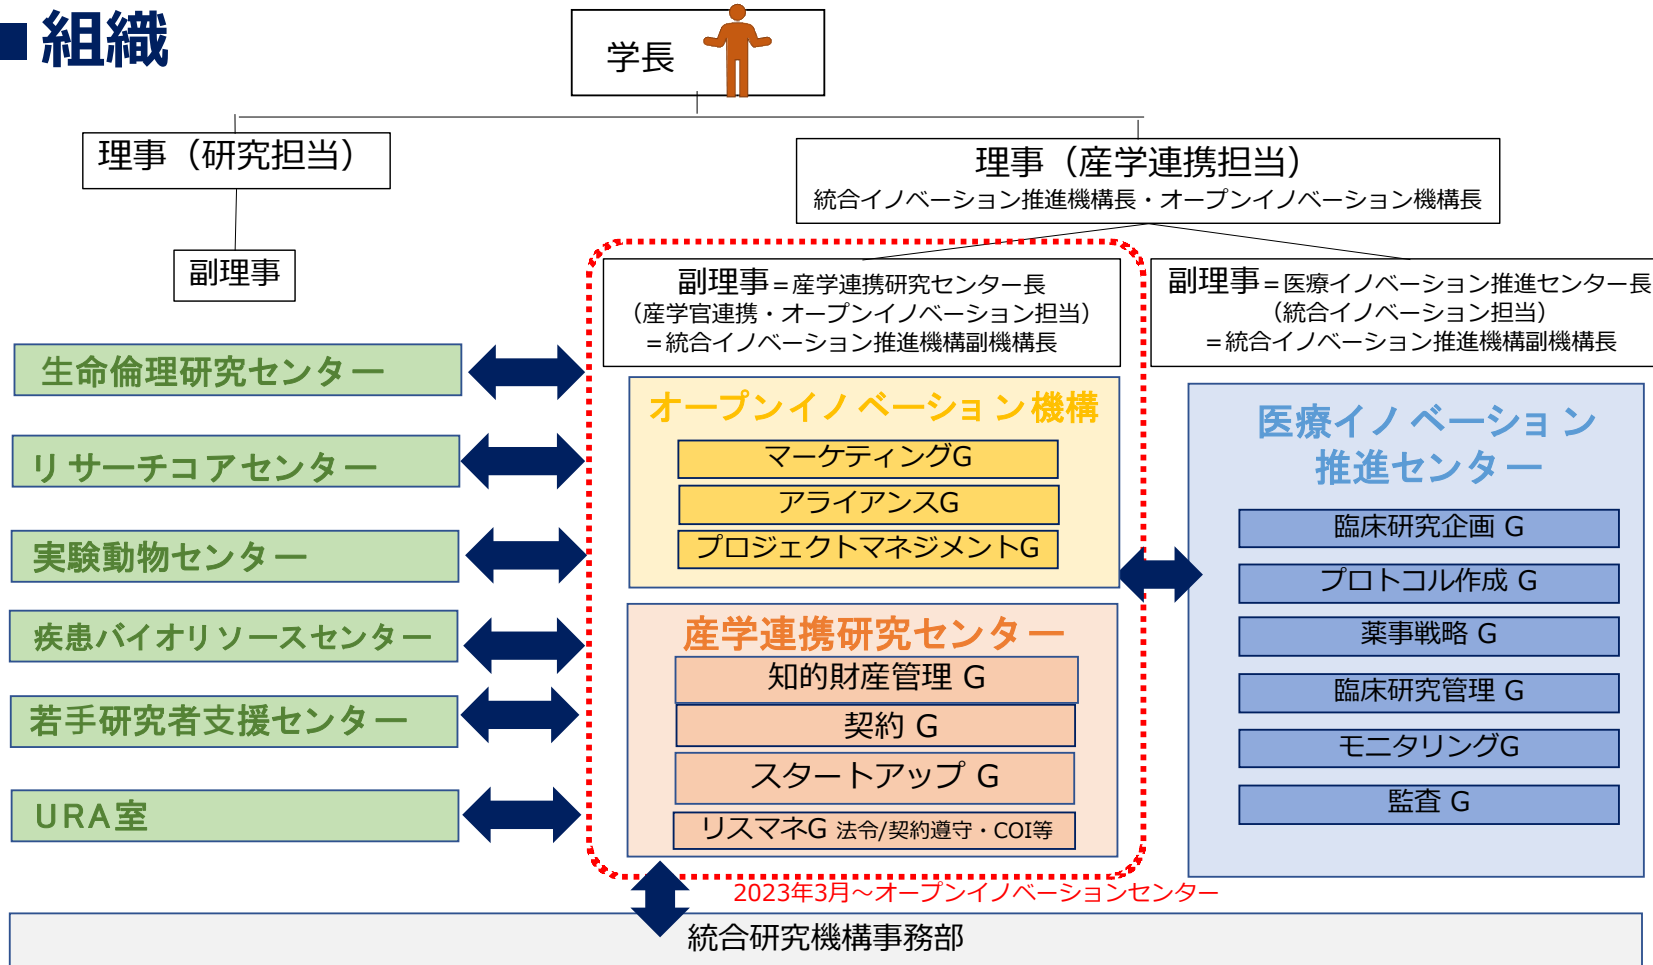 ■組織
学長
理事（研究担当）
理事（産学連携担当）
統合イノベーション推進機構長・オープンイノベーション機構長
副理事
副理事=産学連携研究センター長
（産学官連携・オープンイノベーション担当）
=統合イノベーション推進機構副機構長
副理事=医療イノベーション推進センター長
（統合イノベーション担当）
=統合イノベーション推進機構副機構長
生命倫理研究センター
リサーチコアセンター
実験動物センター
疾患バイオリソースセンター
若手研究者支援センター
URA室
オープンイノベーション機構
マーケティングG
アライアンスG
プロジェクトマネジメントG
産学連携研究センター
知的財産管理 G
契約 G
スタートアップ G
リスマネG 法令/契約遵守・COI等
医療イノベーション
推進センター
臨床研究企画 G
プロトコル作成 G
薬事戦略 G
臨床研究管理 G
モニタリングG
監査 G
2023年3月～オープンイノベーションセンター
統合研究機構事務部